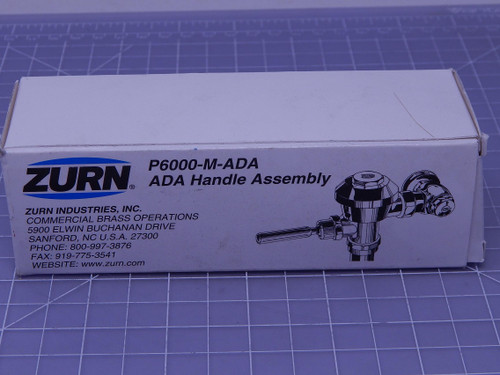 P6000-M-ADA
ADA Handle Assembly
ZURN®
ZURN INDUSTRIES, INC.
COMMERCIAL BRASS OPERATIONS
5900 ELWIN BUCHANAN DRIVE
SANFORD, NC U.S.A. 27300
PHONE: 800-997-3876
FAX: 919-775-3541
WEBSITE: www.zurn.com